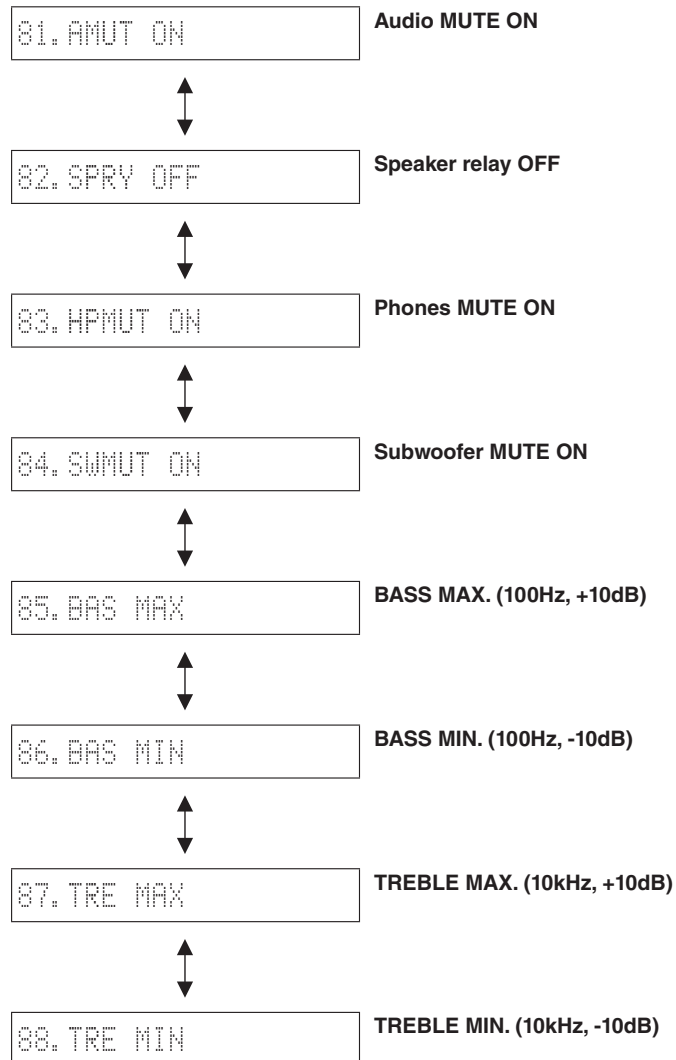 81.AMUT ON
Audio MUTE ON
82.SPRY OFF
Speaker relay OFF
83.HPMUT ON
Phones MUTE ON
84.SWMUT ON
Subwoofer MUTE ON
85.BAS MAX
BASS MAX. (100Hz, +10dB)
86.BAS MIN
BASS MIN. (100Hz, -10dB)
87.TRE MAX
TREBLE MAX. (10kHz, +10dB)
88.TRE MIN
TREBLE MIN. (10kHz, -10dB)